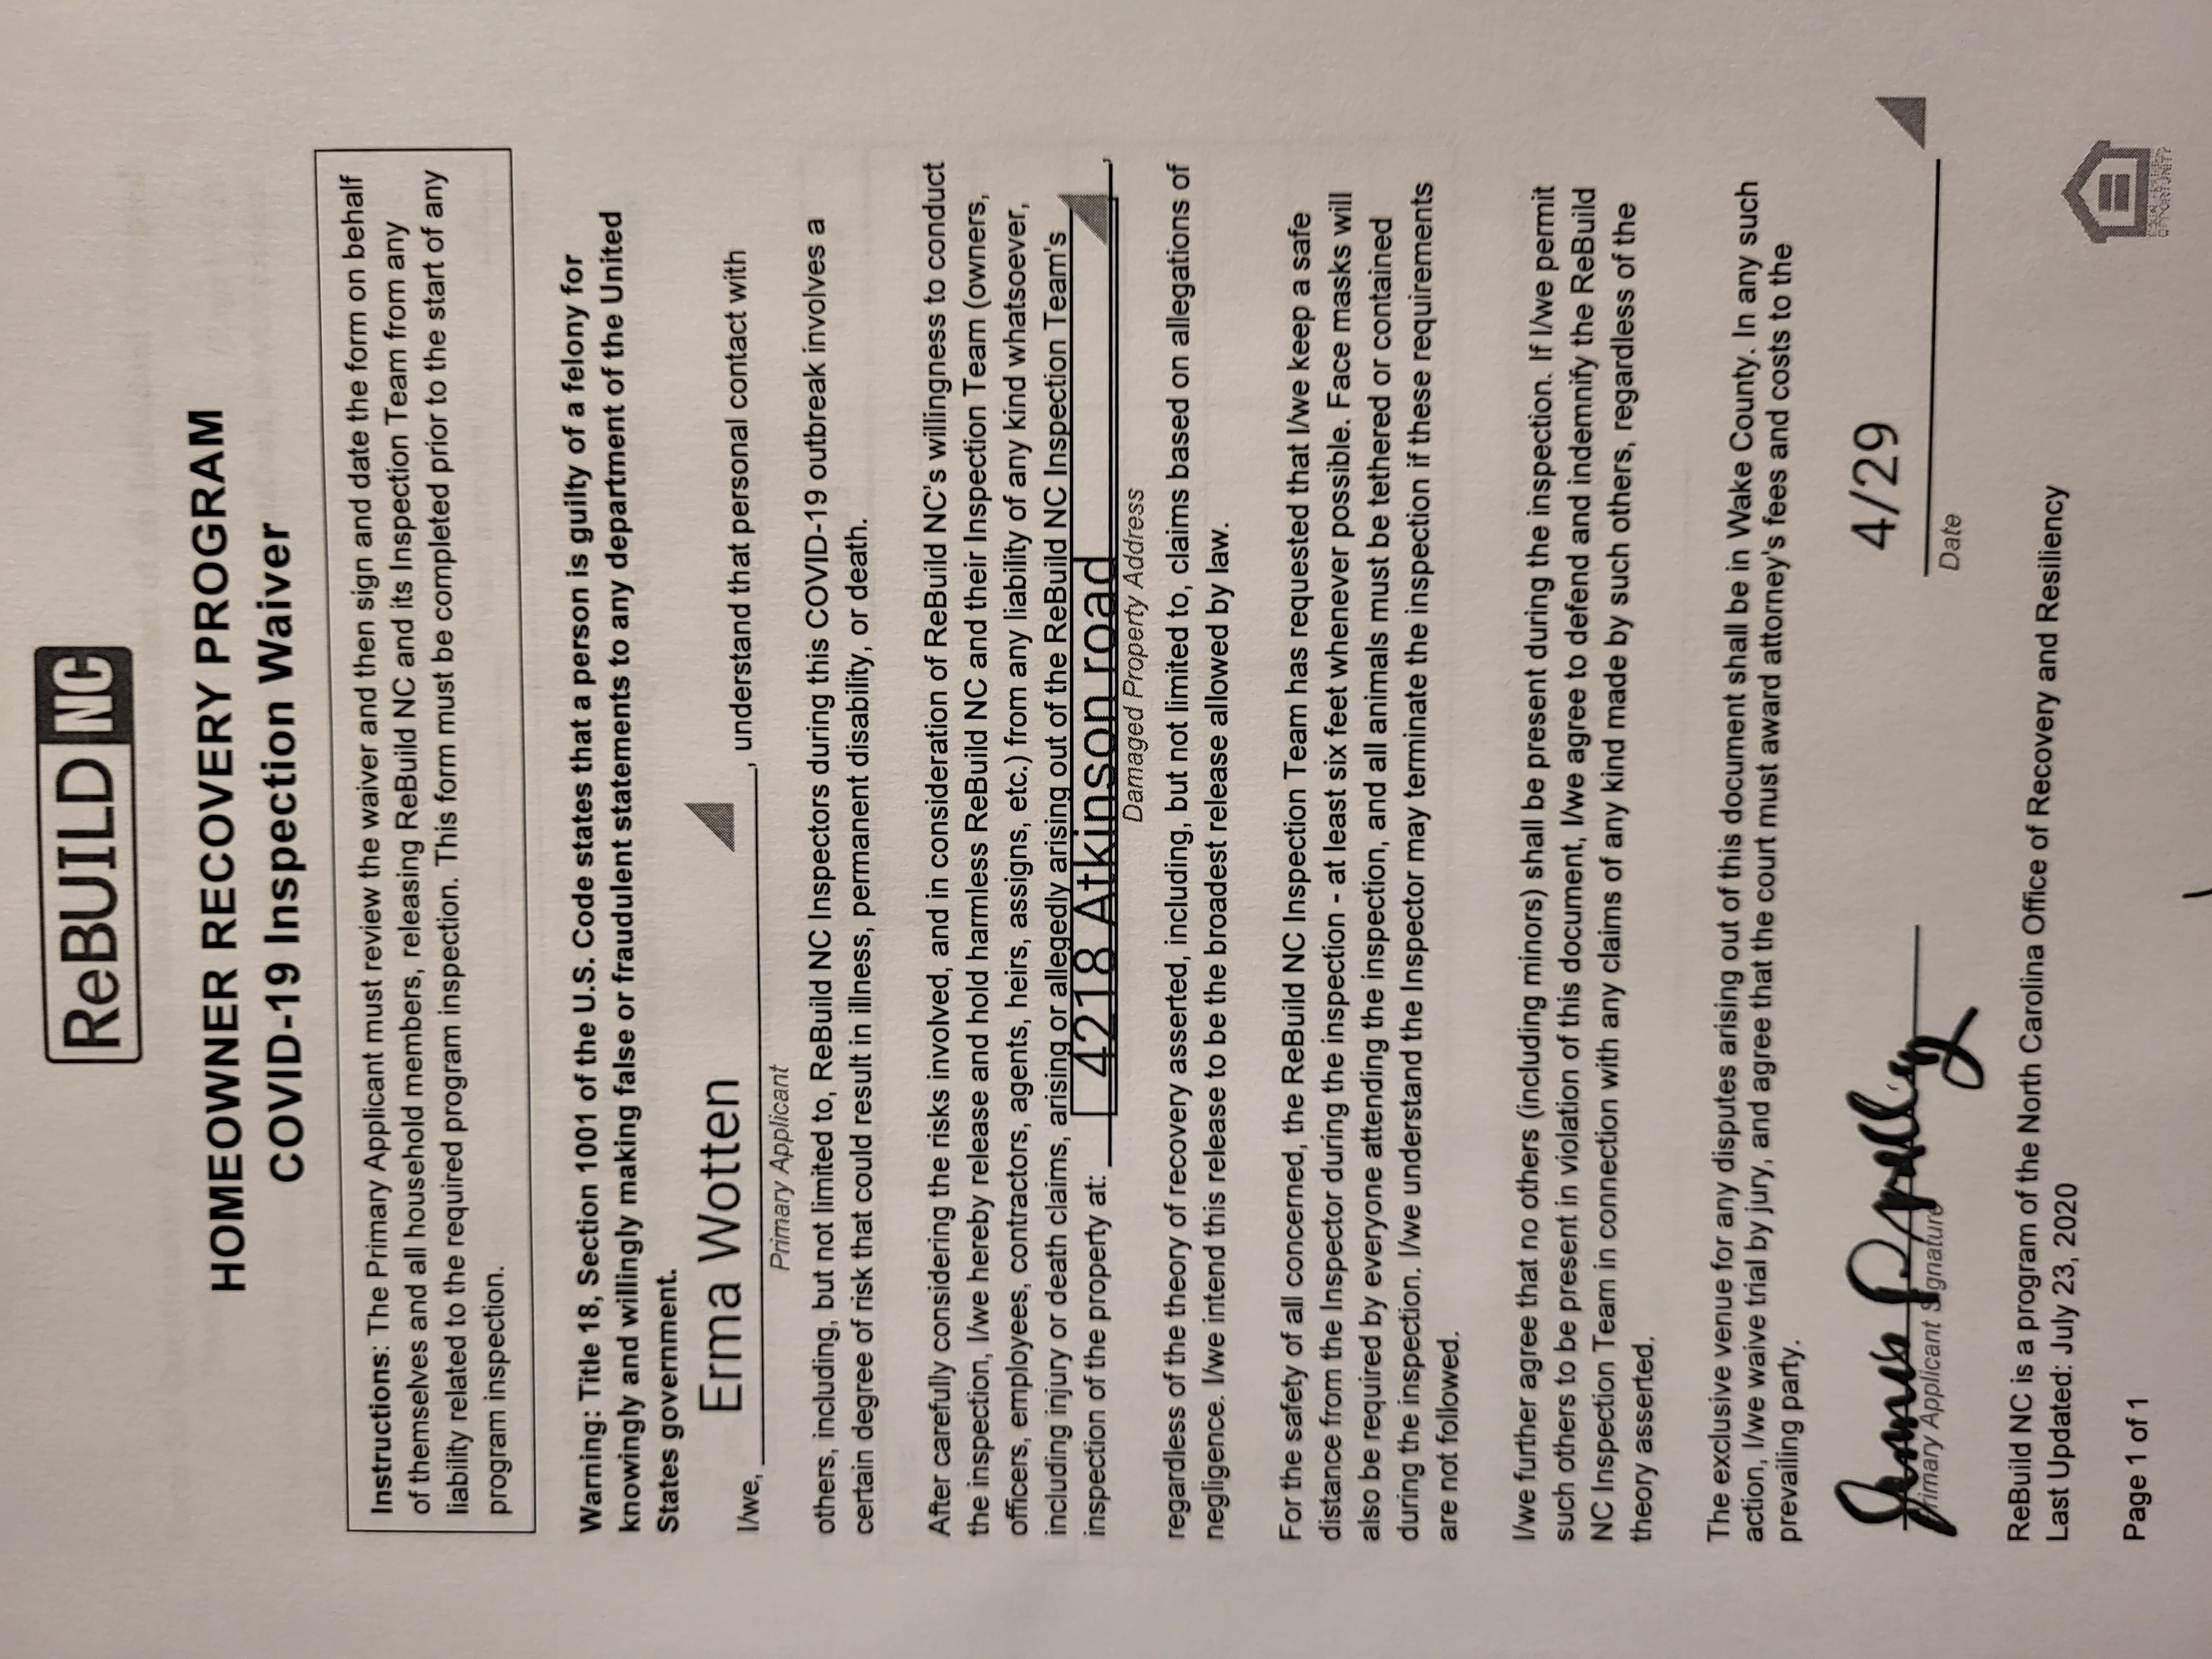 ReBUILD NC
HOMEOWNER RECOVERY PROGRAM
COVID-19 Inspection Waiver
Instructions: The Primary Applicant must review the waiver and then sign and date the form on behalf
of themselves and all household members, releasing ReBuild NC and its Inspection Team from any
liability related to the required program inspection. This form must be completed prior to the start of any
program inspection.
Warning: Title 18, Section 1001 of the U.S. Code states that a person is guilty of a felony for
knowingly and willingly making false or fraudulent statements to any department of the United
States government.
I/we, Erma Wotten, understand that personal contact with
Primary Applicant
others, including, but not limited to, ReBuild NC Inspectors during this COVID-19 outbreak involves a
certain degree of risk that could result in illness, permanent disability, or death.
After carefully considering the risks involved, and in consideration of ReBuild NC's willingness to conduct
the inspection, I/we hereby release and hold harmless ReBuild NC and their Inspection Team (owners,
officers, employees, contractors, agents, heirs, assigns, etc.) from any liability of any kind whatsoever,
including injury or death claims, arising or allegedly arising out of the ReBuild NC Inspection Team's
inspection of the property at: 4218 Atkinson road,
Damaged Property Address
regardless of the theory of recovery asserted, including, but not limited to, claims based on allegations of
negligence. I/we intend this release to be the broadest release allowed by law.
For the safety of all concerned, the ReBuild NC Inspection Team has requested that I/we keep a safe
distance from the Inspector during the inspection - at least six feet whenever possible. Face masks will
also be required by everyone attending the inspection, and all animals must be tethered or contained
during the inspection. I/we understand the Inspector may terminate the inspection if these requirements
are not followed.
I/we further agree that no others (including minors) shall be present during the inspection. If I/we permit
such others to be present in violation of this document, I/we agree to defend and indemnify the ReBuild
NC Inspection Team in connection with any claims of any kind made by such others, regardless of the
theory asserted.
The exclusive venue for any disputes arising out of this document shall be in Wake County. In any such
action, I/we waive trial by jury, and agree that the court must award attorney's fees and costs to the
prevailing party.
4/29
Primary Applicant Signature Date
ReBuild NC is a program of the North Carolina Office of Recovery and Resiliency
Last Updated: July 23, 2020
Page 1 of 1
OPPORTUNITY